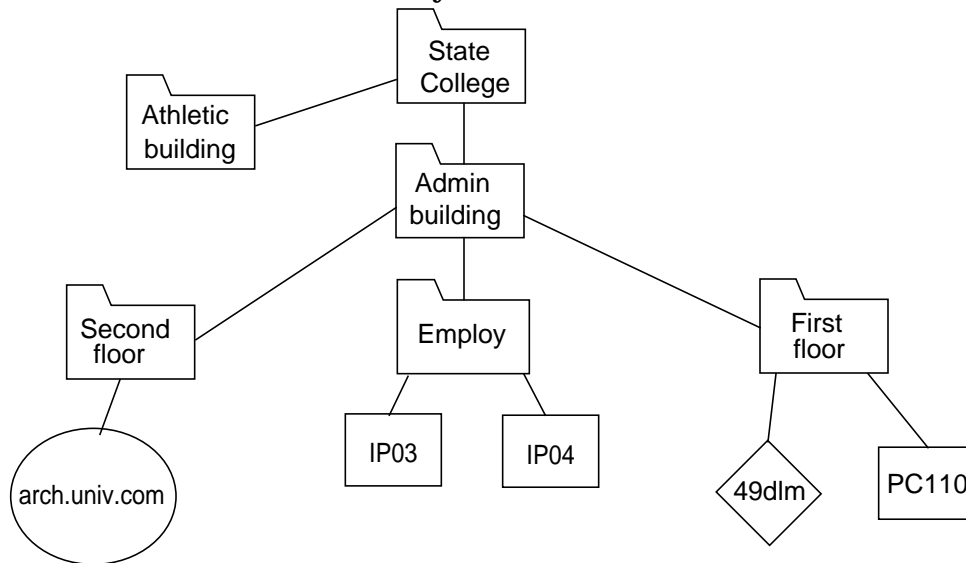 State
College
Athletic
building
Admin
building
Second
floor
Employ
First
floor
IP03
IP04
arch.univ.com
49dlm
PC110